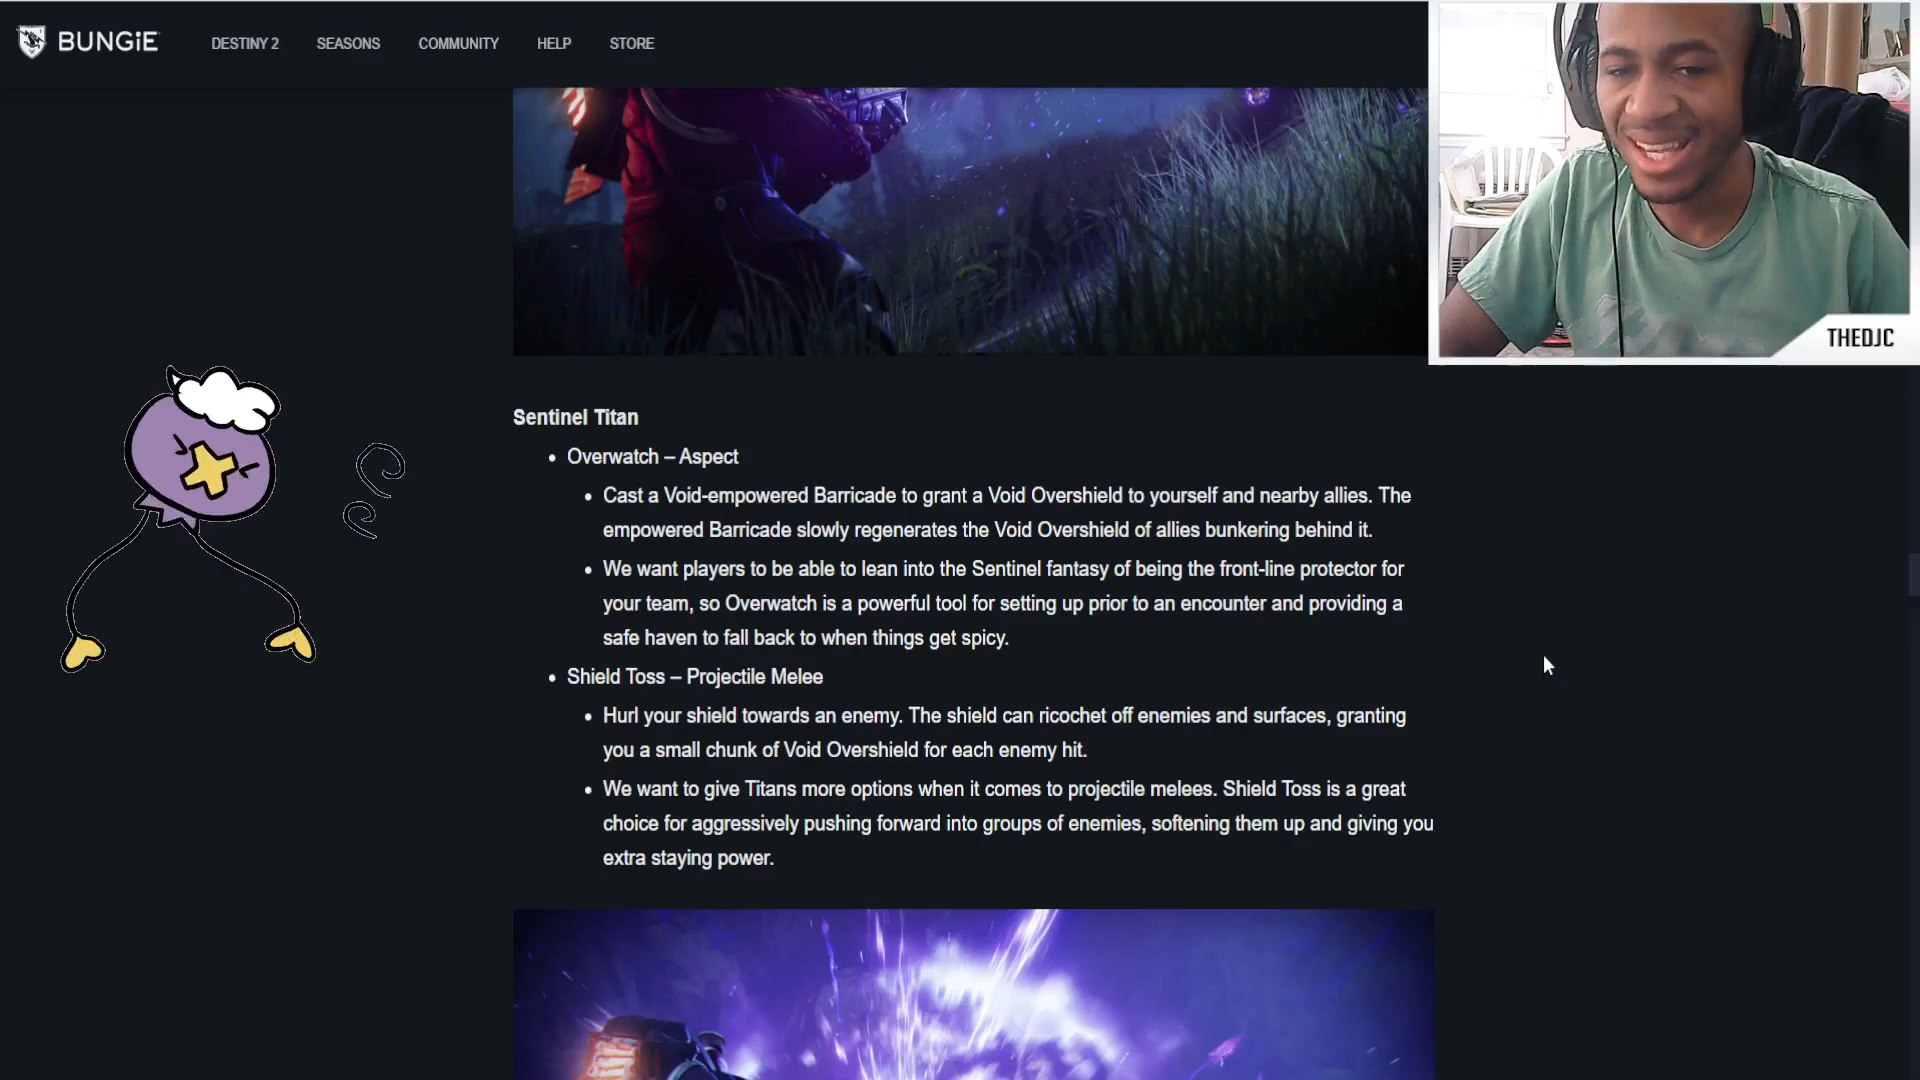 BUNGiE DESTINY 2 SEASONS COMMUNITY HELP STORE
THEDJC
Sentinel Titan
• Overwatch – Aspect
• Cast a Void-empowered Barricade to grant a Void Overshield to yourself and nearby allies. The
empowered Barricade slowly regenerates the Void Overshield of allies bunkering behind it.
• We want players to be able to lean into the Sentinel fantasy of being the front-line protector for
your team, so Overwatch is a powerful tool for setting up prior to an encounter and providing a
safe haven to fall back to when things get spicy.
• Shield Toss – Projectile Melee
• Hurl your shield towards an enemy. The shield can ricochet off enemies and surfaces, granting
you a small chunk of Void Overshield for each enemy hit.
• We want to give Titans more options when it comes to projectile melees. Shield Toss is a great
choice for aggressively pushing forward into groups of enemies, softening them up and giving you
extra staying power.